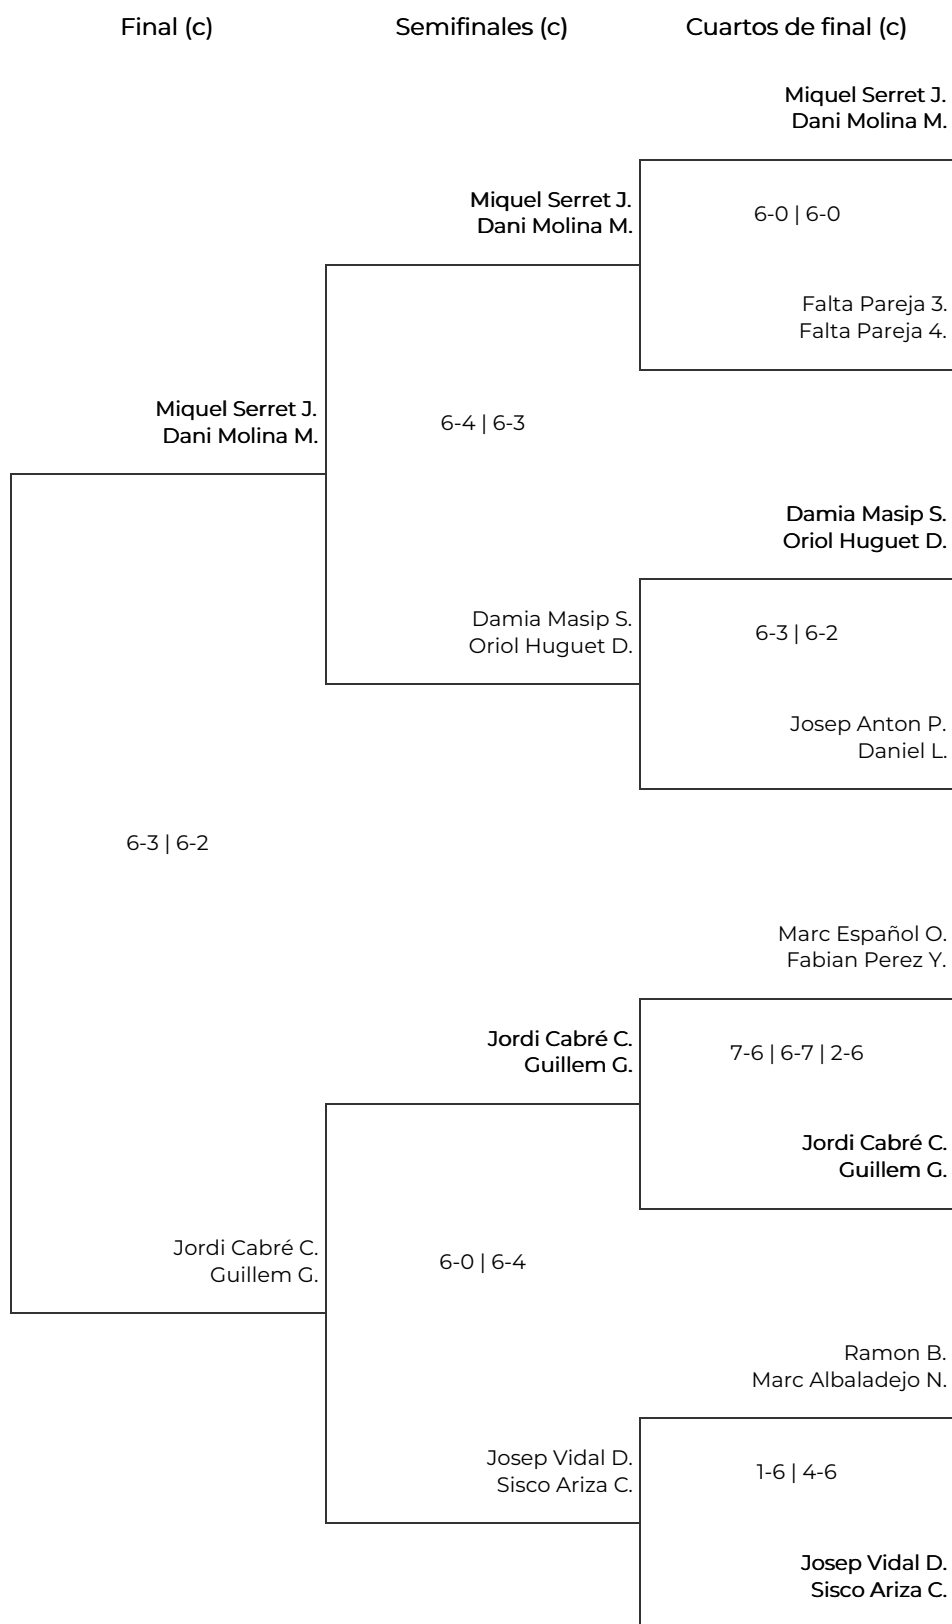 Final (c)
Semifinales (c)
Cuartos de final (c)
Miquel Serret J.
Dani Molina M.
Miquel Serret J.
Dani Molina M.
6-0 | 6-0
Falta Pareja 3.
Falta Pareja 4.
Miquel Serret J.
Dani Molina M.
6-4 | 6-3
Damia Masip S.
Oriol Huguet D.
Damia Masip S.
Oriol Huguet D.
6-3 | 6-2
Josep Anton P.
Daniel L.
6-3 | 6-2
Marc Español O.
Fabian Perez Y.
Jordi Cabré C.
Guillem G.
7-6 | 6-7 | 2-6
Jordi Cabré C.
Guillem G.
Jordi Cabré C.
Guillem G.
6-0 | 6-4
Ramon B.
Marc Albaladejo N.
Josep Vidal D.
Sisco Ariza C.
1-6 | 4-6
Josep Vidal D.
Sisco Ariza C.